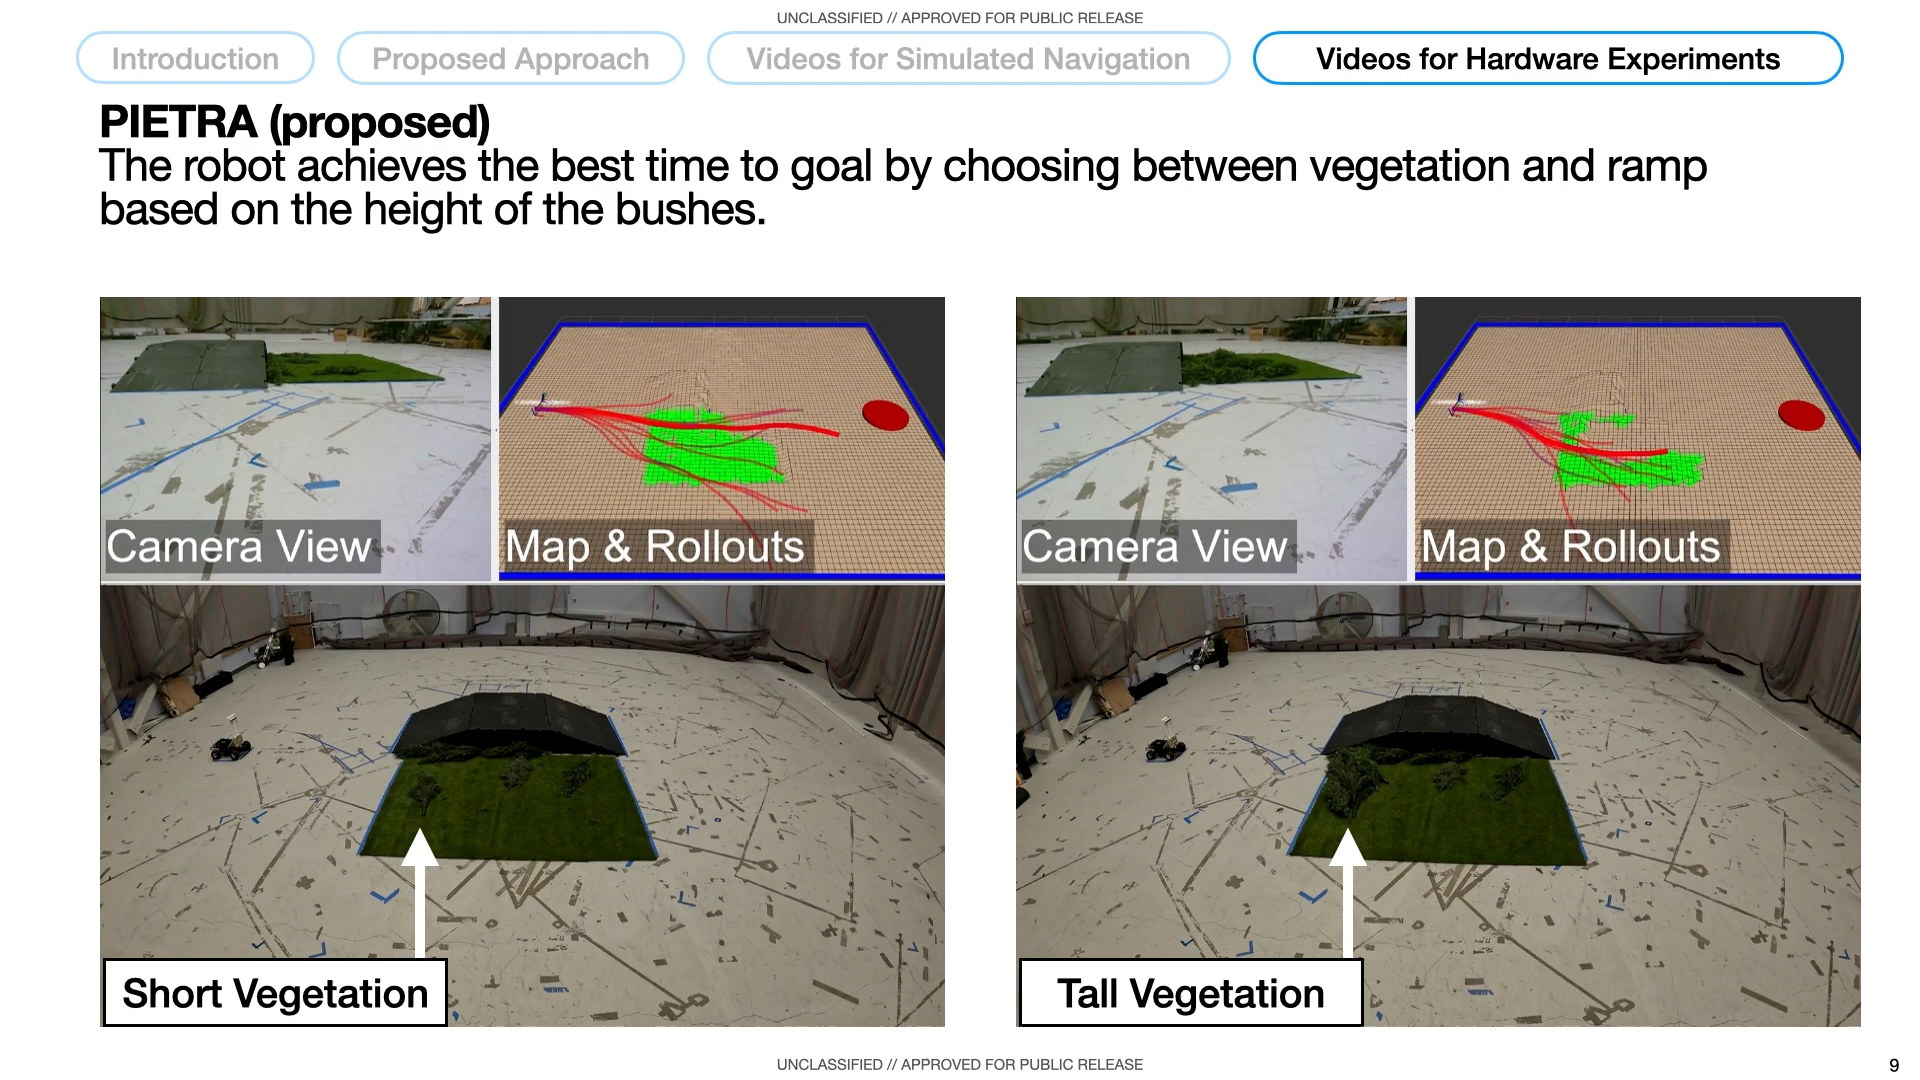 UNCLASSIFIED // APPROVED FOR PUBLIC RELEASE
Introduction
Proposed Approach
Videos for Simulated Navigation
Videos for Hardware Experiments
PIETRA (proposed)
The robot achieves the best time to goal by choosing between vegetation and ramp
based on the height of the bushes.
Camera View
Map & Rollouts
Camera View
Map & Rollouts
Short Vegetation
Tall Vegetation
UNCLASSIFIED // APPROVED FOR PUBLIC RELEASE
9